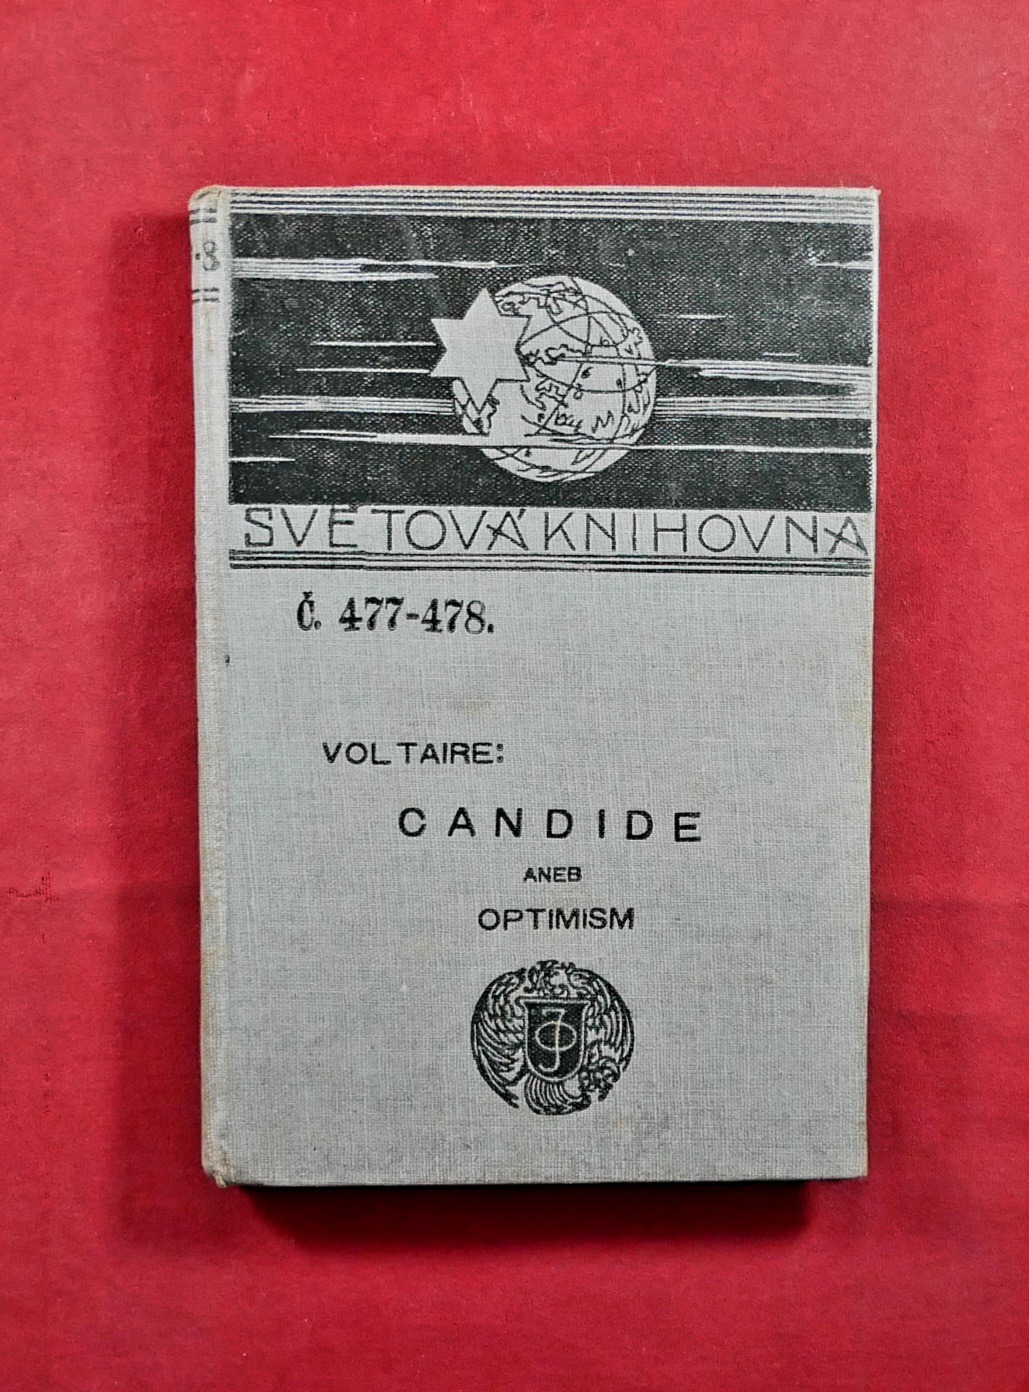 SVĚTOVÁ KNIHOVNA
Č. 477-478.
VOLTAIRE:
CANDIDE
ANEB
OPTIMISM